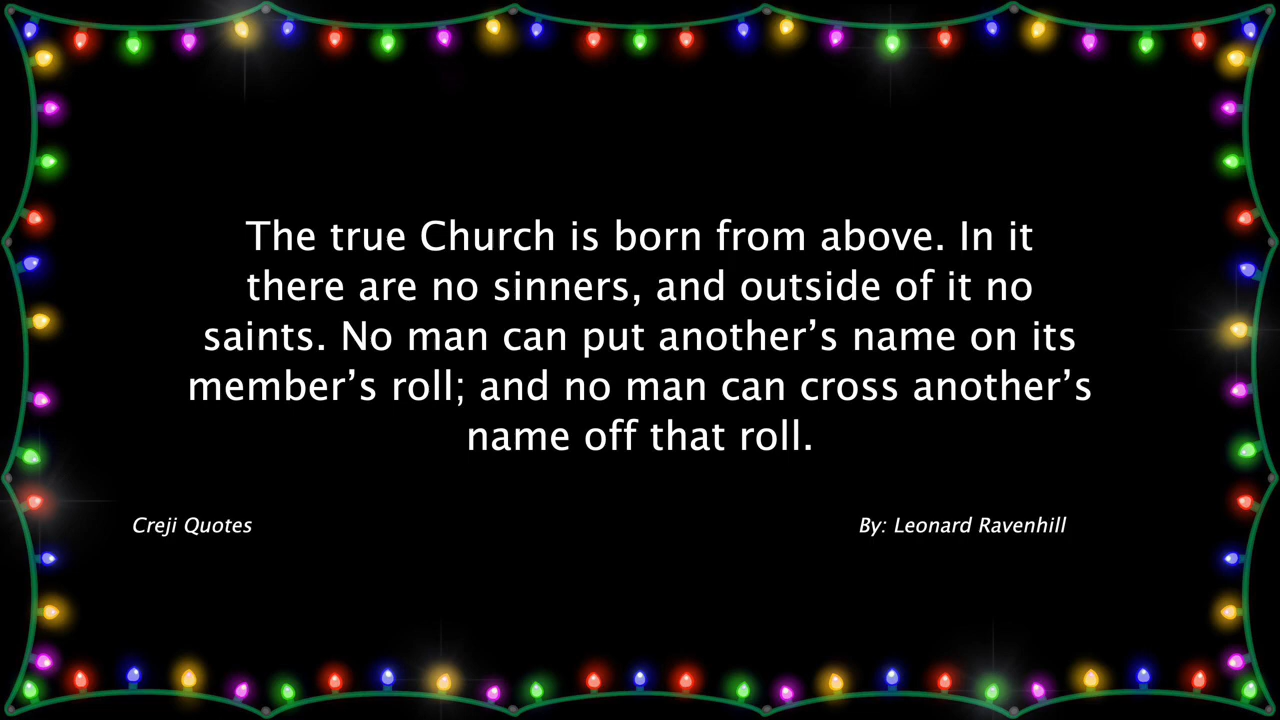 The true Church is born from above. In it
there are no sinners, and outside of it no
saints. No man can put another’s name on its
member’s roll; and no man can cross another’s
name off that roll.
Creji Quotes
By: Leonard Ravenhill